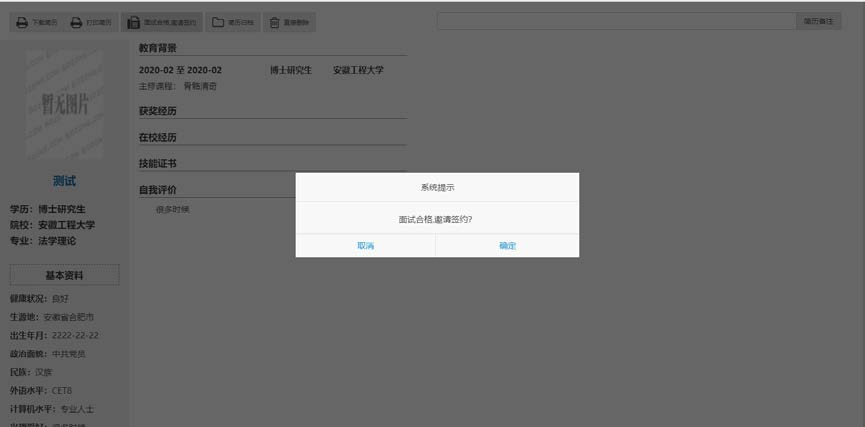 下载简历 打印简历 面试合格,邀请签约 简历归档 直接删除 简历备注
暂无图片
测试
学历：博士研究生
院校：安徽工程大学
专业：法学理论
基本资料
健康状况：良好
生源地：安徽省合肥市
出生年月：2222-22-22
政治面貌：中共党员
民族：汉族
外语水平：CET8
计算机水平：专业人士
教育背景
2020-02 至 2020-02 博士研究生 安徽工程大学
主修课程： 骨骼清奇
获奖经历
在校经历
技能证书
自我评价
很多时候
系统提示
面试合格,邀请签约?
取消 确定